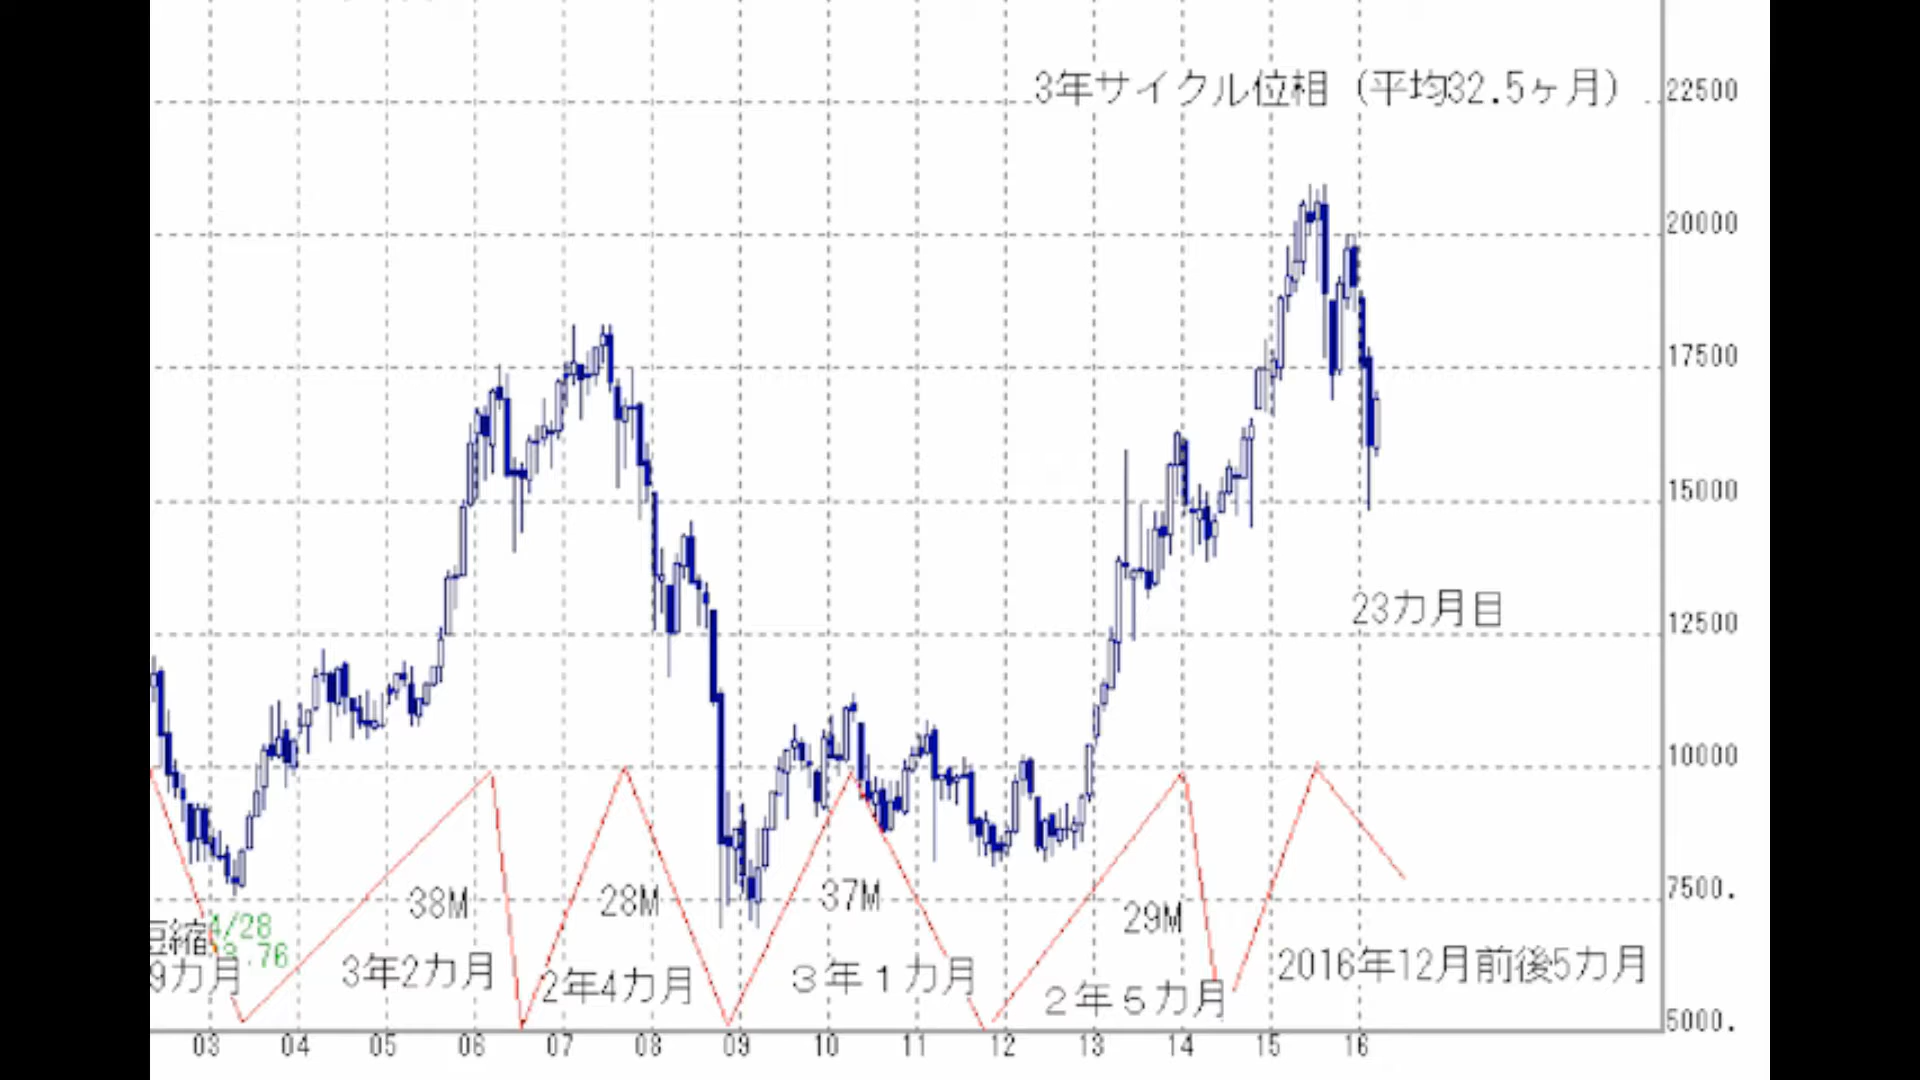 3年サイクル位相（平均32.5ヶ月）
22500
20000
17500
15000
23カ月目
12500
10000
7500.
38M
28M
37M
29M
4/28
.76
短縮
9カ月
3年2カ月
2年4カ月
３年１カ月
２年５カ月
2016年12月前後5カ月
5000.
03 04 05 06 07 08 09 10 11 12 13 14 15 16